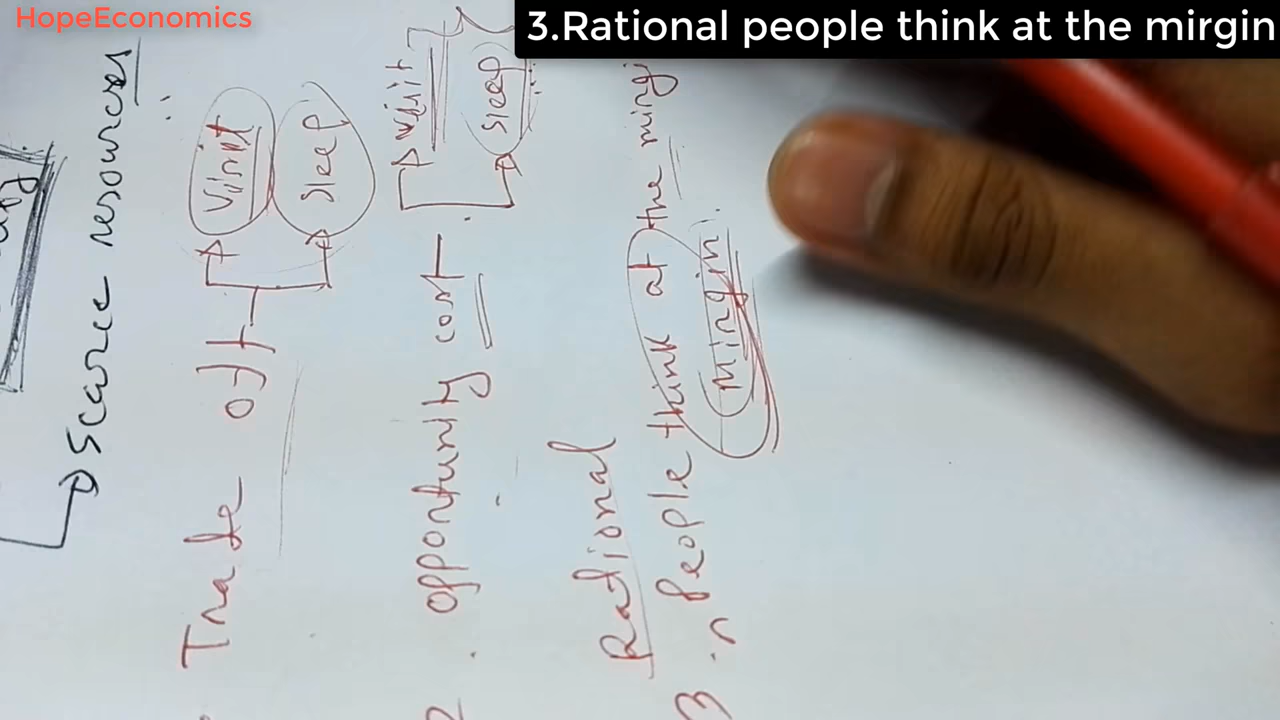 HopeEconomics
3.Rational people think at the mirgin
Scarce resources
Trade off
Visit
Sleep
2. opportunity cost
Visit
Sleep
Rational
3. People think at the mirgi
Mirgin